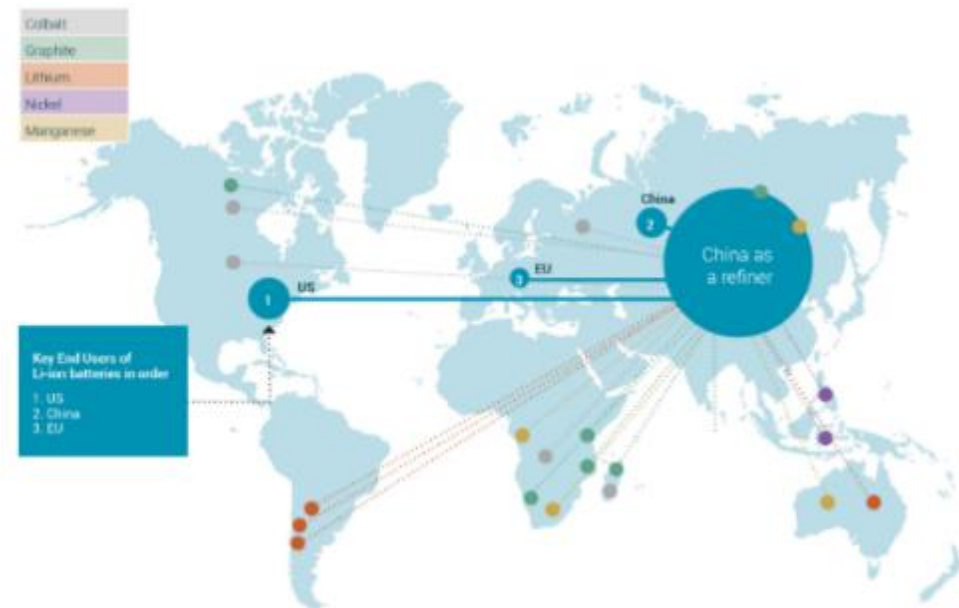 Colbalt
Graphite
Lithium
Nickel
Manganese
China
2
China as
a refiner
EU
3
US
1
Key End Users of
Li-ion batteries in order
1. US
2. China
3. EU